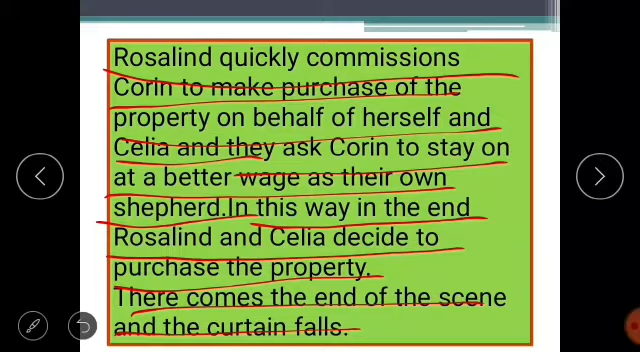 Rosalind quickly commissions
Corin to make purchase of the
property on behalf of herself and
Celia and they ask Corin to stay on
at a better wage as their own
shepherd.In this way in the end
Rosalind and Celia decide to
purchase the property.
There comes the end of the scene
and the curtain falls.